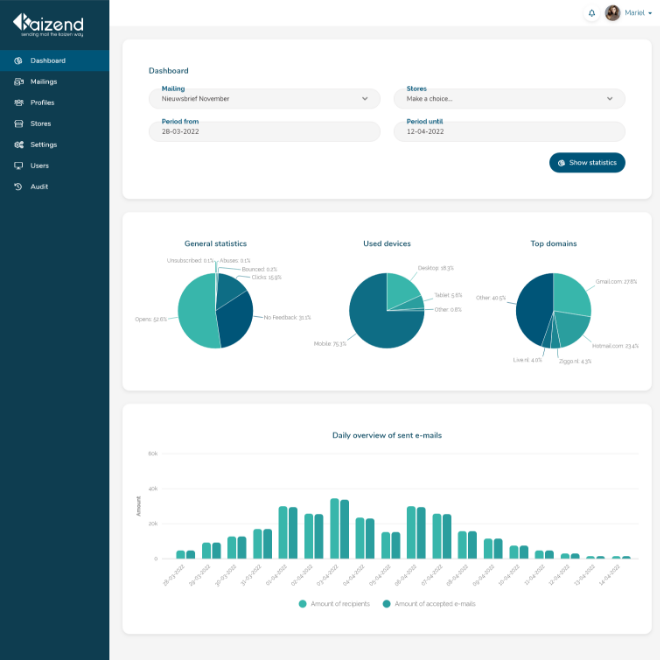 Kaizend
sending mail the kaizen way
Mariel
Dashboard
Mailings
Profiles
Stores
Settings
Users
Audit
Dashboard
Mailing
Nieuwsbrief November
Stores
Make a choice...
Period from
28-03-2022
Period until
12-04-2022
Show statistics
General statistics
Unsubscribed: 0.1%
Abuses: 0.1%
Clicks: 15.9%
No Feedback: 31.1%
Opens: 52.6%
Used devices
Desktop: 18.3%
Tablet: 5.6%
Other: 0.8%
Mobile: 75.3%
Top domains
Gmail.com: 27.8%
Other: 40.5%
Hotmail.com: 23.4%
Live.nl: 4.0%
Ziggo.nl: 4.3%
Daily overview of sent e-mails
Amount
60k
40k
20k
0
28-03-2022
29-03-2022
30-03-2022
31-03-2022
01-04-2022
02-04-2022
03-04-2022
04-04-2022
05-04-2022
06-04-2022
07-04-2022
08-04-2022
09-04-2022
10-04-2022
11-04-2022
12-04-2022
13-04-2022
14-04-2022
Amount of recipients
Amount of accepted e-mails